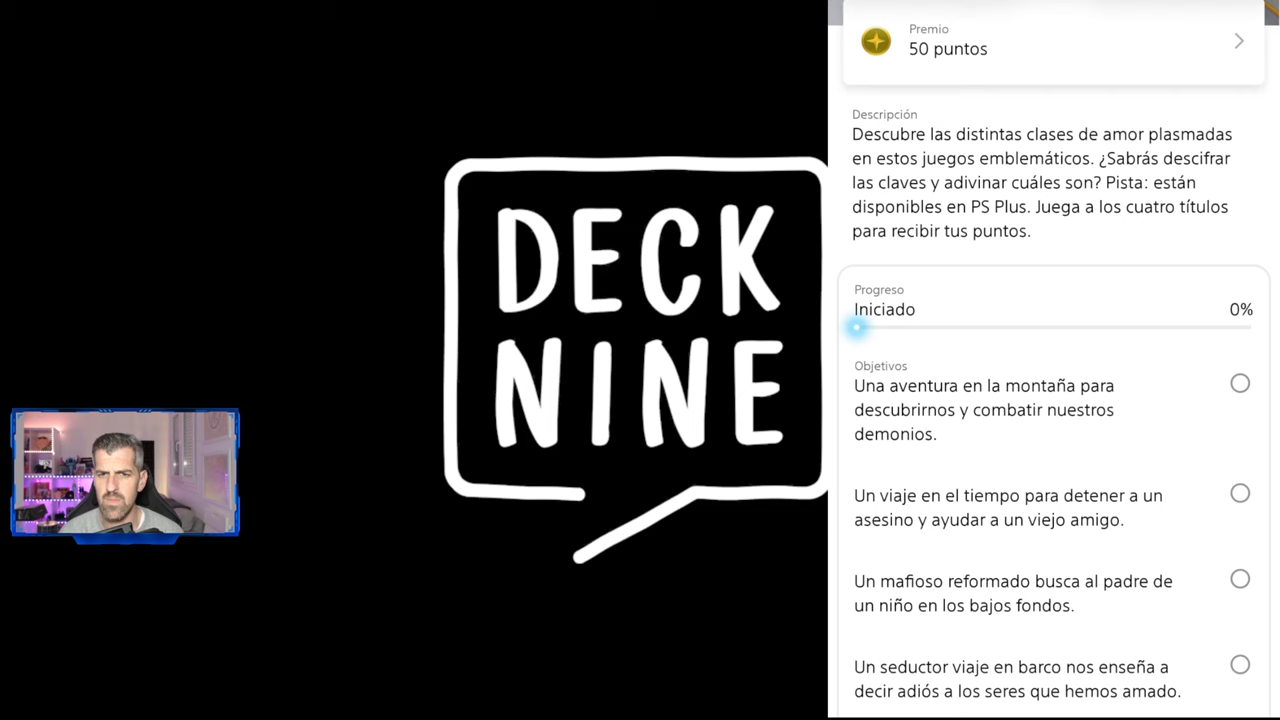 DECK
NINE
Premio
50 puntos
Descripción
Descubre las distintas clases de amor plasmadas
en estos juegos emblemáticos. ¿Sabrás descifrar
las claves y adivinar cuáles son? Pista: están
disponibles en PS Plus. Juega a los cuatro títulos
para recibir tus puntos.
Progreso
Iniciado 0%
Objetivos
Una aventura en la montaña para
descubrirnos y combatir nuestros
demonios.
Un viaje en el tiempo para detener a un
asesino y ayudar a un viejo amigo.
Un mafioso reformado busca al padre de
un niño en los bajos fondos.
Un seductor viaje en barco nos enseña a
decir adiós a los seres que hemos amado.